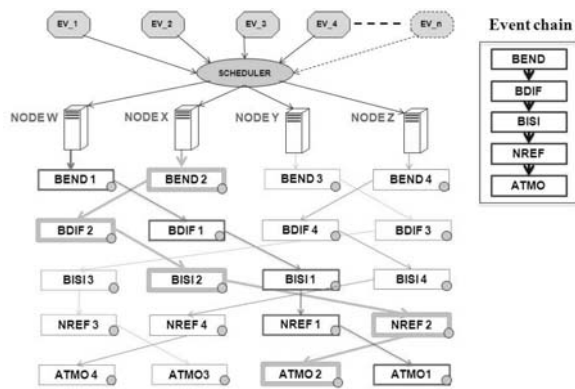 EV_1 EV_2 EV_3 EV_4 EV_n
Event chain
SCHEDULER
BEND
BDIF
BISI
NREF
ATMO
NODE W NODE X NODE Y NODE Z
BEND 1 BEND 2 BEND 3 BEND 4
BDIF 2 BDIF 1 BDIF 4 BDIF 3
BISI 3 BISI 2 BISI 1 BISI 4
NREF 3 NREF 4 NREF 1 NREF 2
ATMO 4 ATMO3 ATMO 2 ATMO1